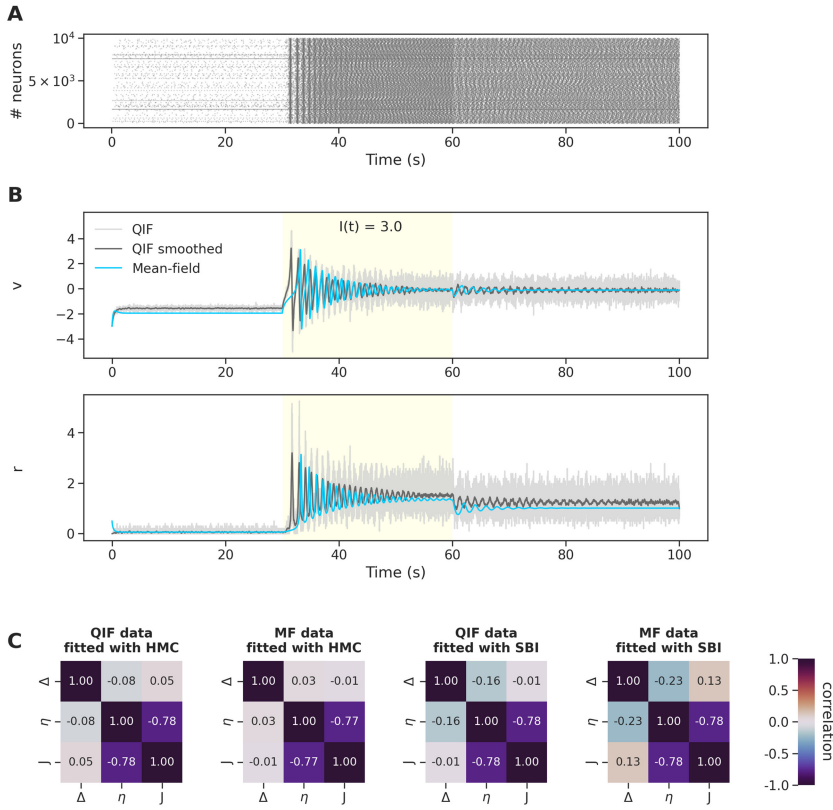 A
10⁴
5 × 10³
0
# neurons
0 20 40 60 80 100
Time (s)
B
I(t) = 3.0
QIF
QIF smoothed
Mean-field
4
2
0
−2
−4
v
0 20 40 60 80 100
4
2
0
r
0 20 40 60 80 100
Time (s)
C
QIF data
fitted with HMC
Δ
η
J
1.00 -0.08 0.05
-0.08 1.00 -0.78
0.05 -0.78 1.00
Δ η J
MF data
fitted with HMC
Δ
η
J
1.00 0.03 -0.01
0.03 1.00 -0.77
-0.01 -0.77 1.00
Δ η J
QIF data
fitted with SBI
Δ
η
J
1.00 -0.16 -0.01
-0.16 1.00 -0.78
-0.01 -0.78 1.00
Δ η J
MF data
fitted with SBI
Δ
η
J
1.00 -0.23 0.13
-0.23 1.00 -0.78
0.13 -0.78 1.00
Δ η J
1.0
0.5
0.0
-0.5
-1.0
correlation